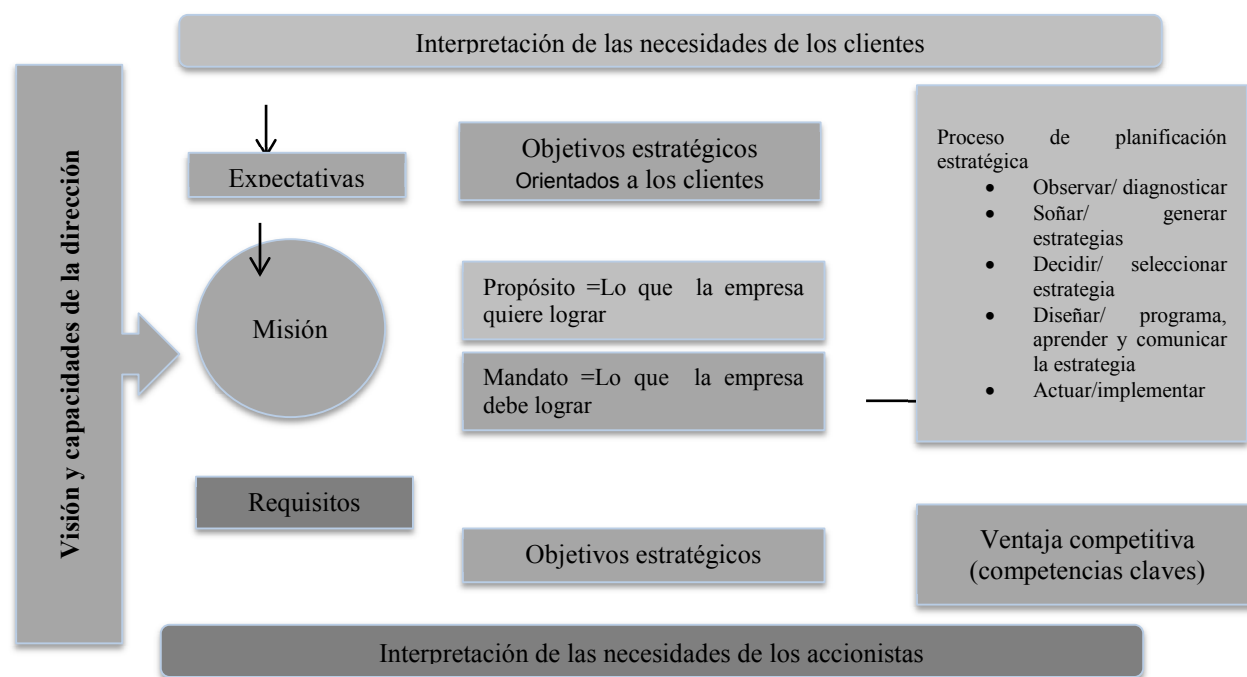 Interpretación de las necesidades de los clientes
Visión y capacidades de la dirección
Expectativas
Misión
Requisitos
Objetivos estratégicos
Orientados a los clientes
Propósito =Lo que la empresa
quiere lograr
Mandato =Lo que la empresa
debe lograr
Objetivos estratégicos
Proceso de planificación
estratégica
• Observar/ diagnosticar
• Soñar/ generar
estrategias
• Decidir/ seleccionar
estrategia
• Diseñar/ programa,
aprender y comunicar
la estrategia
• Actuar/implementar
Ventaja competitiva
(competencias claves)
Interpretación de las necesidades de los accionistas